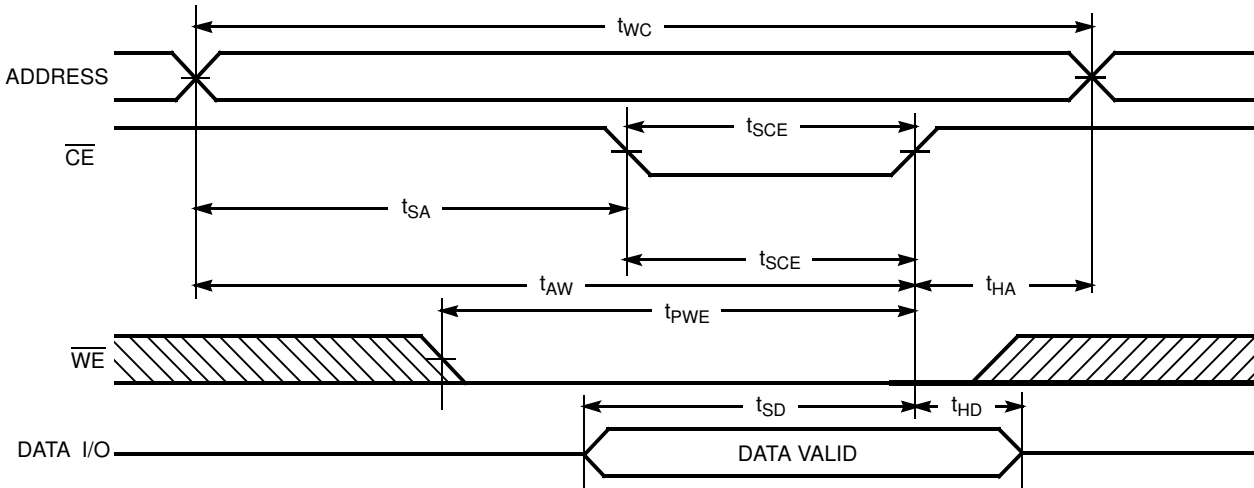 tWC
ADDRESS
tSCE
CE
tSA
tSCE
tAW
tHA
tPWE
WE
tSD
tHD
DATA I/O
DATA VALID